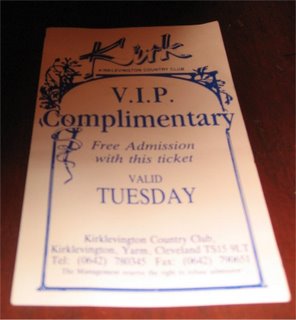 Kirk
KIRKLEVINGTON COUNTRY CLUB
V.I.P.
Complimentary
Free Admission
with this ticket
VALID
TUESDAY
Kirklevington Country Club
Kirklevington, Yarm, Cleveland TS15 9LT
Tel: (0642) 780345 Fax: (0642) 790651
The Management reserve the right to refuse admission